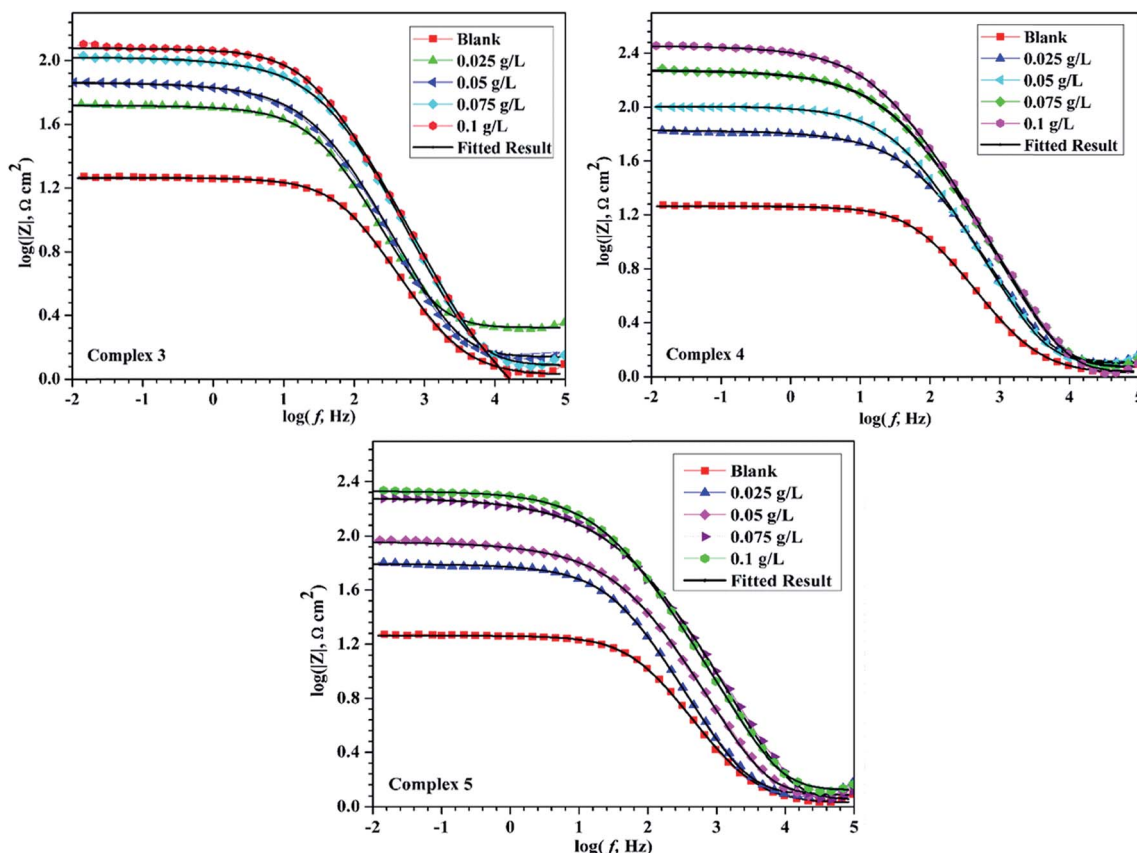 Blank
0.025 g/L
0.05 g/L
0.075 g/L
0.1 g/L
Fitted Result
2.0
1.6
1.2
0.8
0.4
0.0
log(|Z|, Ω cm²)
Complex 3
-2 -1 0 1 2 3 4 5
log(f, Hz)
Blank
0.025 g/L
0.05 g/L
0.075 g/L
0.1 g/L
Fitted Result
2.4
2.0
1.6
1.2
0.8
0.4
0.0
log(|Z|, Ω cm²)
Complex 4
-2 -1 0 1 2 3 4 5
log(f, Hz)
Blank
0.025 g/L
0.05 g/L
0.075 g/L
0.1 g/L
Fitted Result
2.4
2.0
1.6
1.2
0.8
0.4
0.0
log(|Z|, Ω cm²)
Complex 5
-2 -1 0 1 2 3 4 5
log(f, Hz)